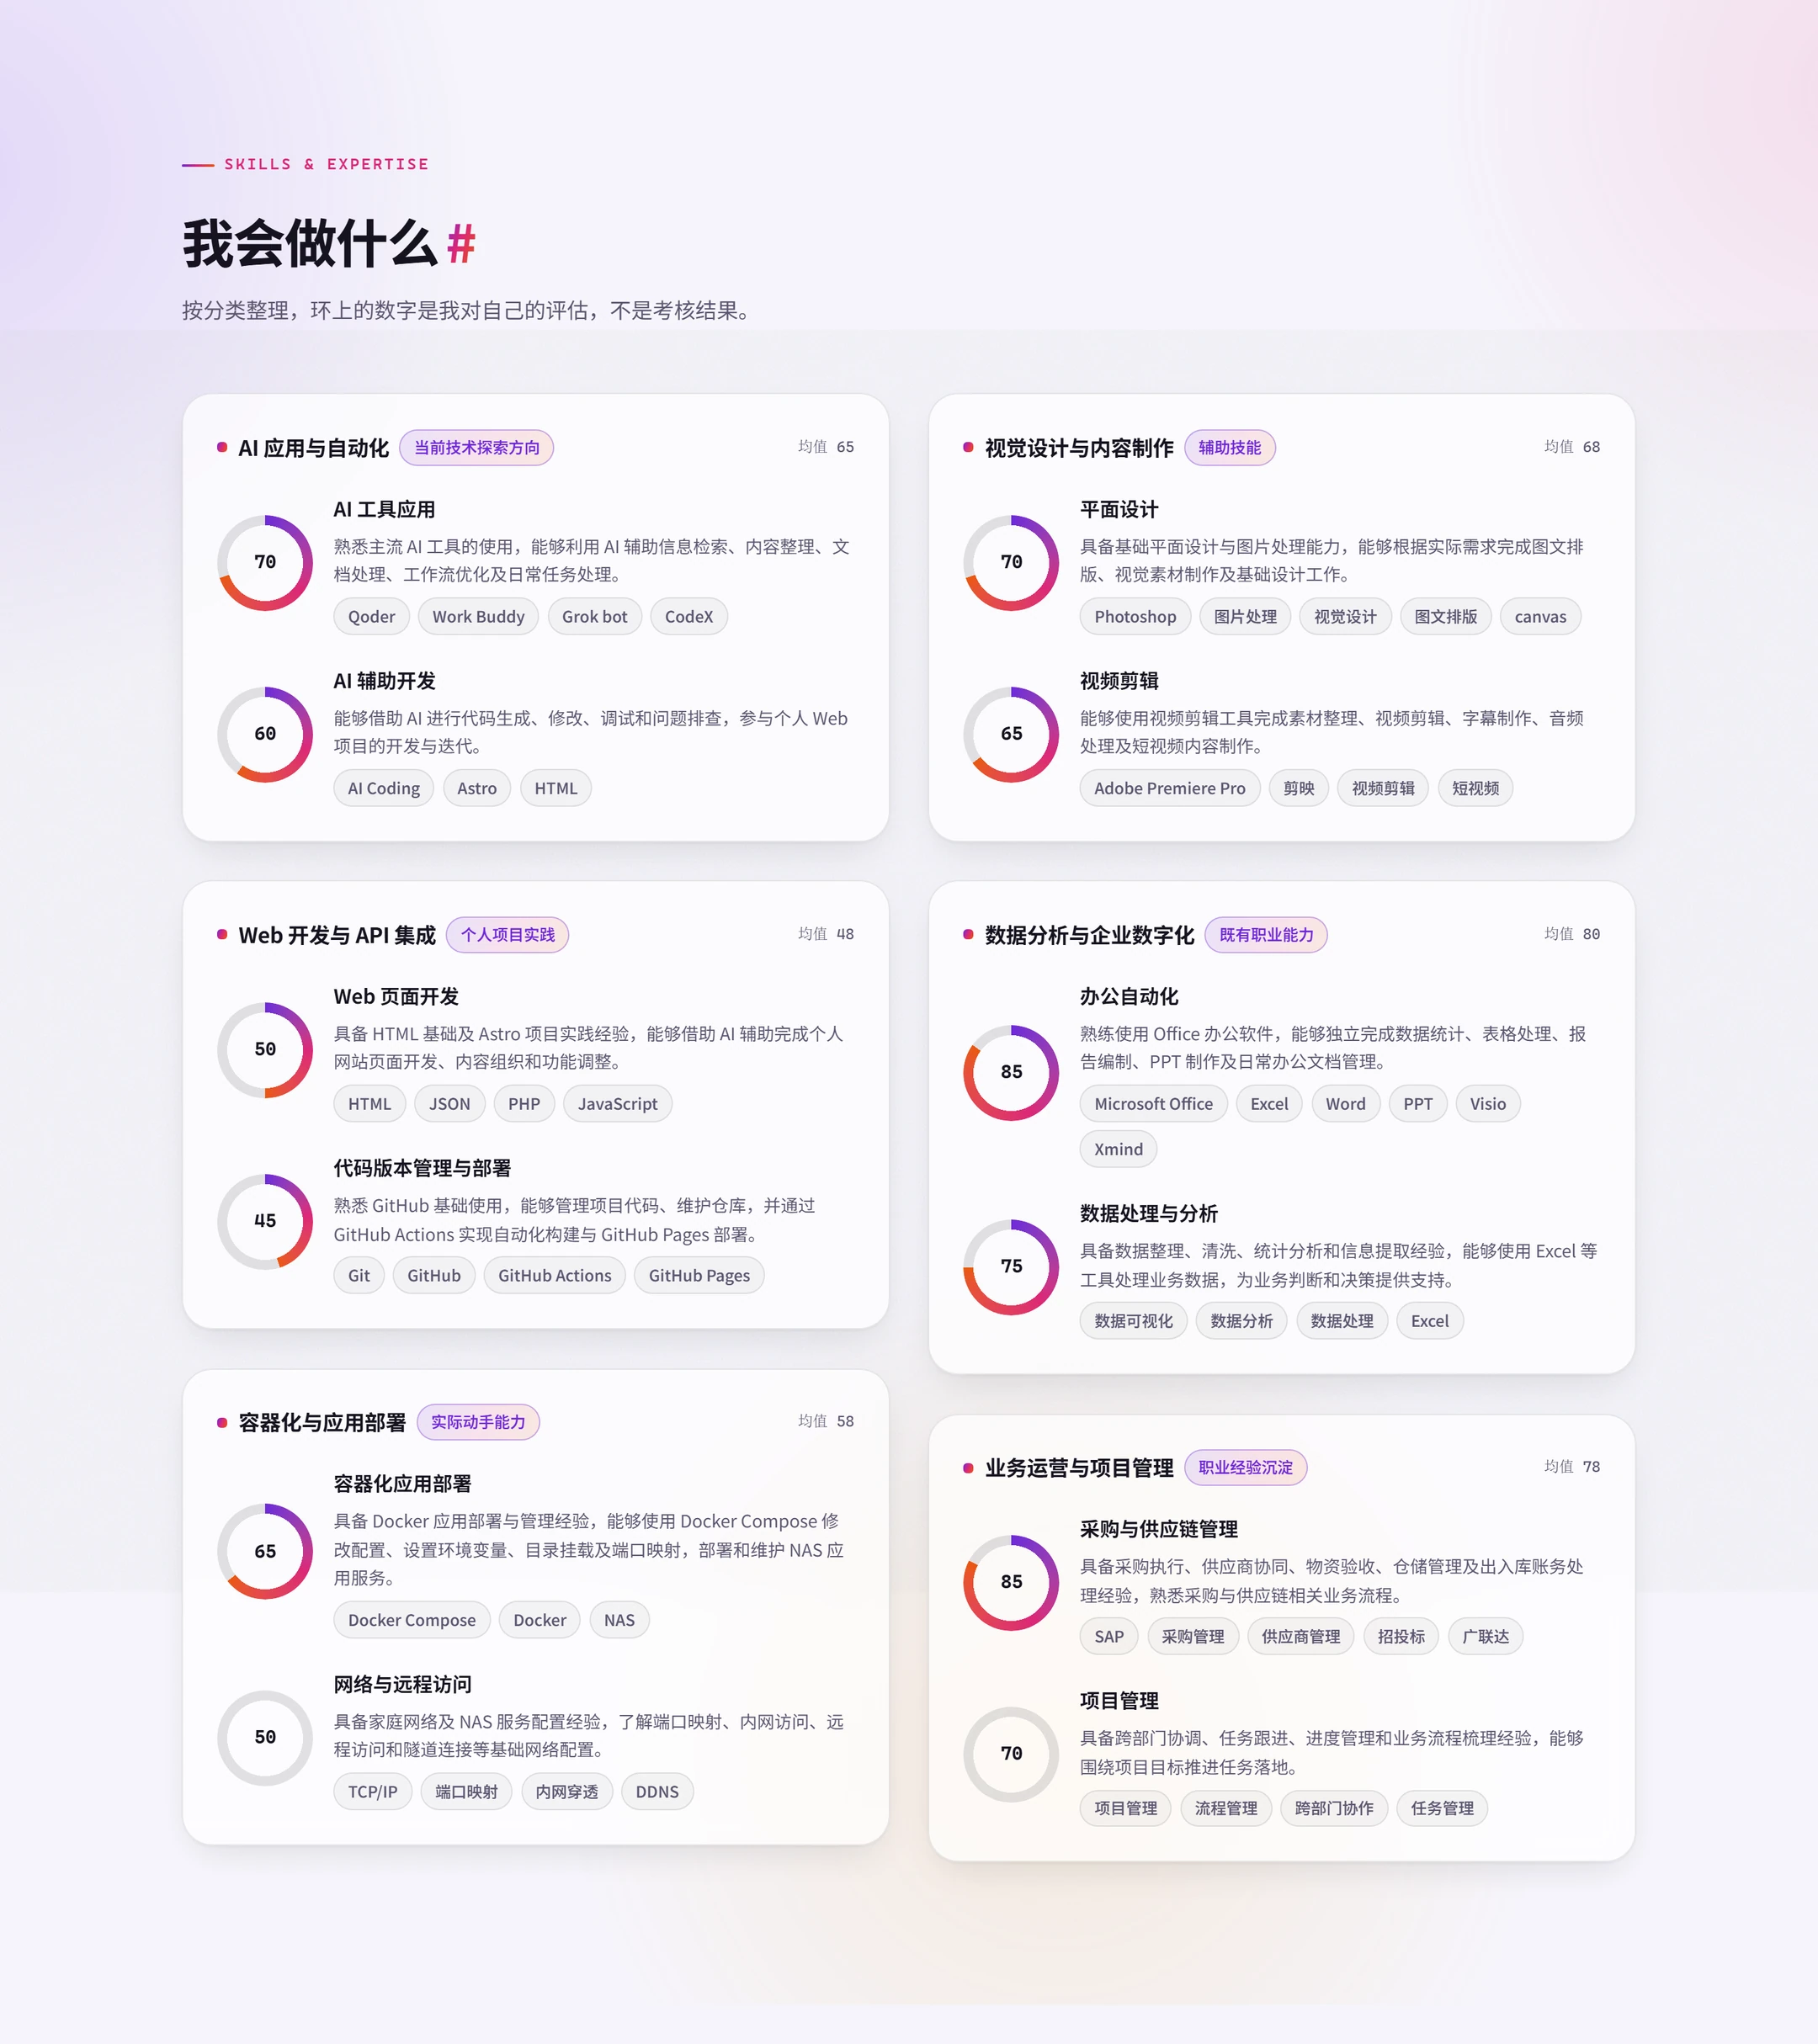 SKILLS & EXPERTISE
我会做什么#
按分类整理，环上的数字是我对自己的评估，不是考核结果。
AI 应用与自动化
当前技术探索方向
均值 65
70
AI 工具应用
熟悉主流 AI 工具的使用，能够利用 AI 辅助信息检索、内容整理、文
档处理、工作流优化及日常任务处理。
Qoder Work Buddy Grok bot CodeX
60
AI 辅助开发
能够借助 AI 进行代码生成、修改、调试和问题排查，参与个人 Web
项目的开发与迭代。
AI Coding Astro HTML
视觉设计与内容制作
辅助技能
均值 68
70
平面设计
具备基础平面设计与图片处理能力，能够根据实际需求完成图文排
版、视觉素材制作及基础设计工作。
Photoshop 图片处理 视觉设计 图文排版 canvas
65
视频剪辑
能够使用视频剪辑工具完成素材整理、视频剪辑、字幕制作、音频
处理及短视频内容制作。
Adobe Premiere Pro 剪映 视频剪辑 短视频
Web 开发与 API 集成
个人项目实践
均值 48
50
Web 页面开发
具备 HTML 基础及 Astro 项目实践经验，能够借助 AI 辅助完成个人
网站页面开发、内容组织和功能调整。
HTML JSON PHP JavaScript
45
代码版本管理与部署
熟悉 GitHub 基础使用，能够管理项目代码、维护仓库，并通过
GitHub Actions 实现自动化构建与 GitHub Pages 部署。
Git GitHub GitHub Actions GitHub Pages
数据分析与企业数字化
既有职业能力
均值 80
85
办公自动化
熟练使用 Office 办公软件，能够独立完成数据统计、表格处理、报
告编制、PPT 制作及日常办公文档管理。
Microsoft Office Excel Word PPT Visio
Xmind
75
数据处理与分析
具备数据整理、清洗、统计分析和信息提取经验，能够使用 Excel 等
工具处理业务数据，为业务判断和决策提供支持。
数据可视化 数据分析 数据处理 Excel
容器化与应用部署
实际动手能力
均值 58
65
容器化应用部署
具备 Docker 应用部署与管理经验，能够使用 Docker Compose 修
改配置、设置环境变量、目录挂载及端口映射，部署和维护 NAS 应
用服务。
Docker Compose Docker NAS
50
网络与远程访问
具备家庭网络及 NAS 服务配置经验，了解端口映射、内网访问、远
程访问和隧道连接等基础网络配置。
TCP/IP 端口映射 内网穿透 DDNS
业务运营与项目管理
职业经验沉淀
均值 78
85
采购与供应链管理
具备采购执行、供应商协同、物资验收、仓储管理及出入库账务处
理经验，熟悉采购与供应链相关业务流程。
SAP 采购管理 供应商管理 招投标 广联达
70
项目管理
具备跨部门协调、任务跟进、进度管理和业务流程梳理经验，能够
围绕项目目标推进任务落地。
项目管理 流程管理 跨部门协作 任务管理